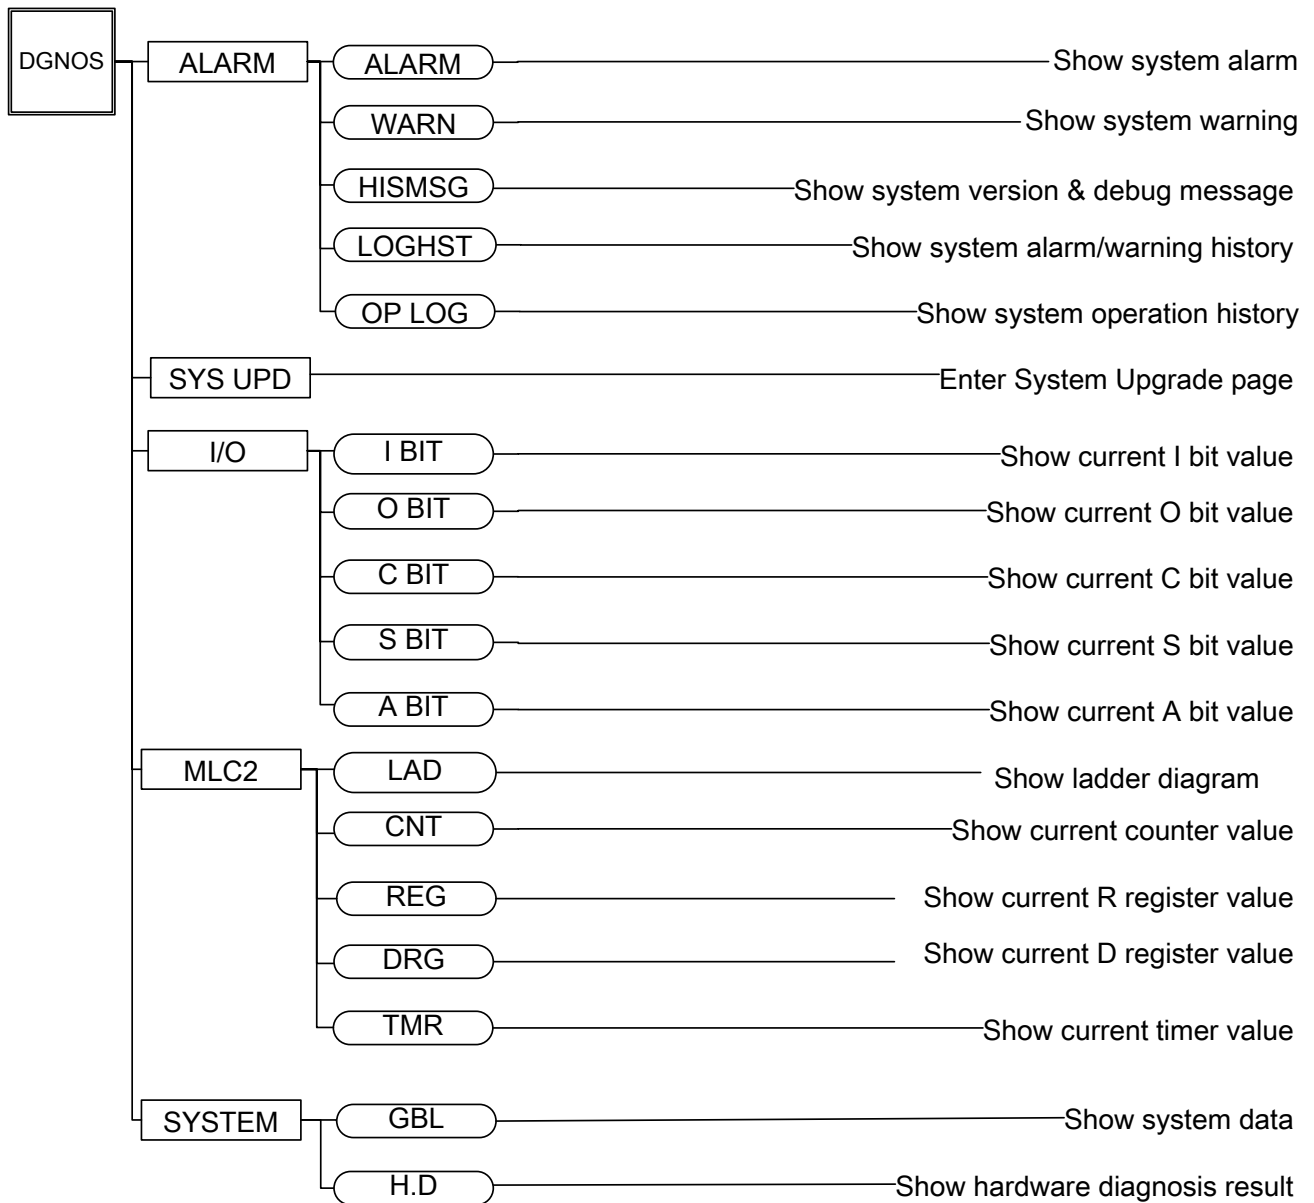 DGNOS
ALARM
ALARM
Show system alarm
WARN
Show system warning
HISMSG
Show system version & debug message
LOGHST
Show system alarm/warning history
OP LOG
Show system operation history
SYS UPD
Enter System Upgrade page
I/O
I BIT
Show current I bit value
O BIT
Show current O bit value
C BIT
Show current C bit value
S BIT
Show current S bit value
A BIT
Show current A bit value
MLC2
LAD
Show ladder diagram
CNT
Show current counter value
REG
Show current R register value
DRG
Show current D register value
TMR
Show current timer value
SYSTEM
GBL
Show system data
H.D
Show hardware diagnosis result